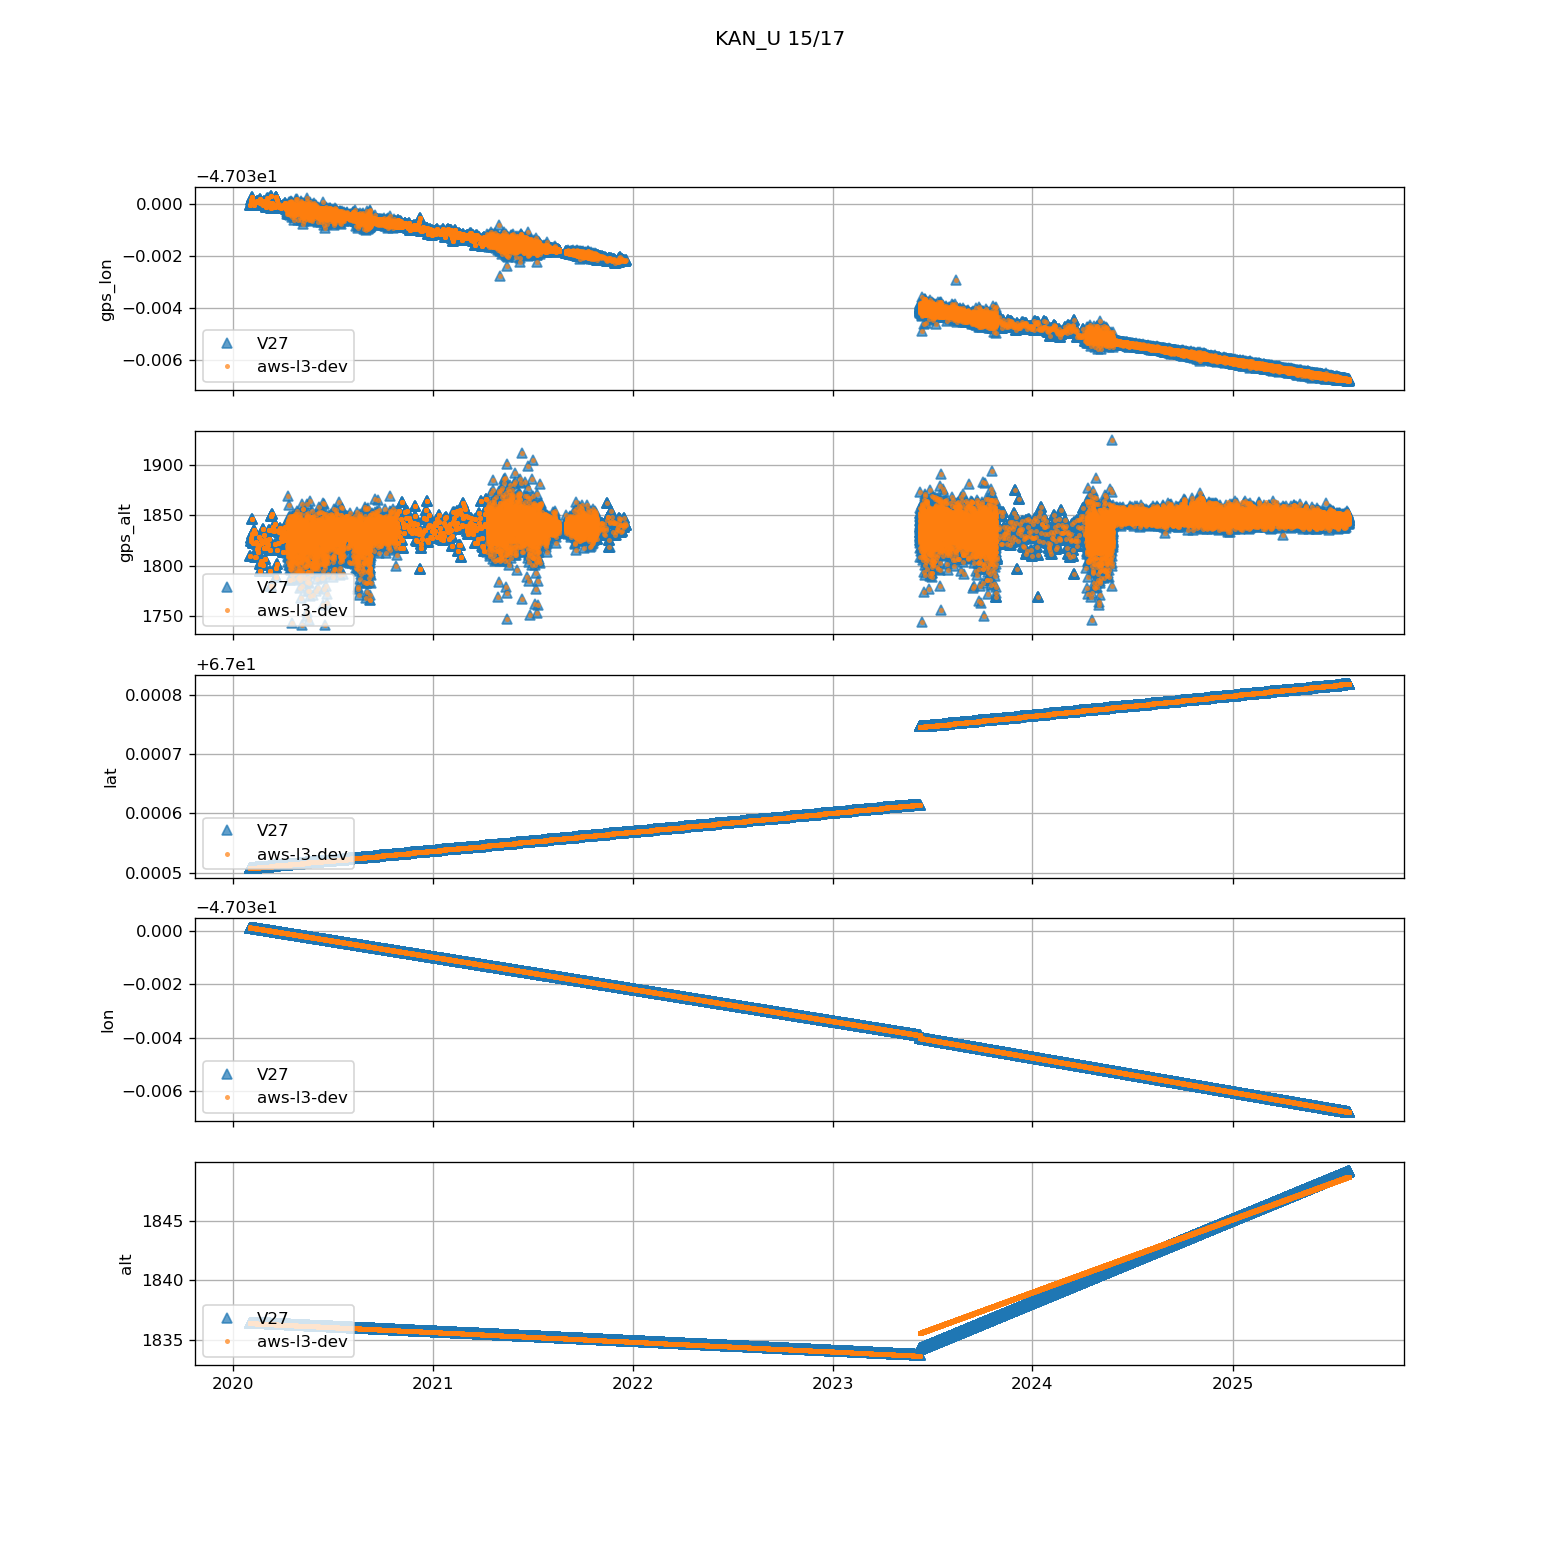 KAN_U 15/17
−4.703e1
0.000
−0.002
−0.004
−0.006
gps_lon
V27
aws-l3-dev
1900
1850
1800
1750
gps_alt
V27
aws-l3-dev
+6.7e1
0.0008
0.0007
0.0006
0.0005
lat
V27
aws-l3-dev
−4.703e1
0.000
−0.002
−0.004
−0.006
lon
V27
aws-l3-dev
1845
1840
1835
alt
V27
aws-l3-dev
2020 2021 2022 2023 2024 2025